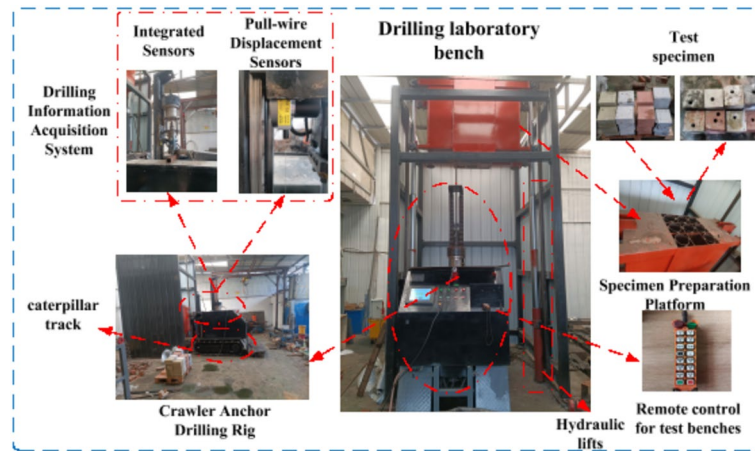 Drilling laboratory
bench
Integrated
Sensors
Pull-wire
Displacement
Sensors
Test
specimen
Drilling
Information
Acquisition
System
caterpillar
track
Specimen Preparation
Platform
Crawler Anchor
Drilling Rig
Hydraulic
lifts
Remote control
for test benches